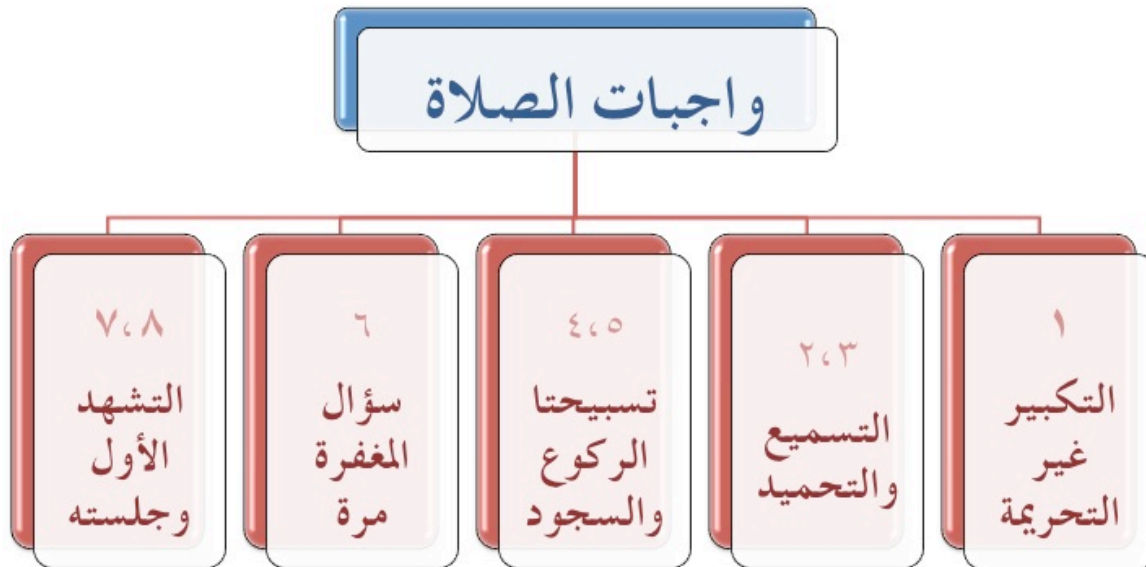 واجبات الصلاة
١
التكبير
غير
التحريمة
٢،٣
التسميع
والتحميد
٤،٥
تسبيحتا
الركوع
والسجود
٦
سؤال
المغفرة
مرة
٧،٨
التشهد
الأول
وجلسته